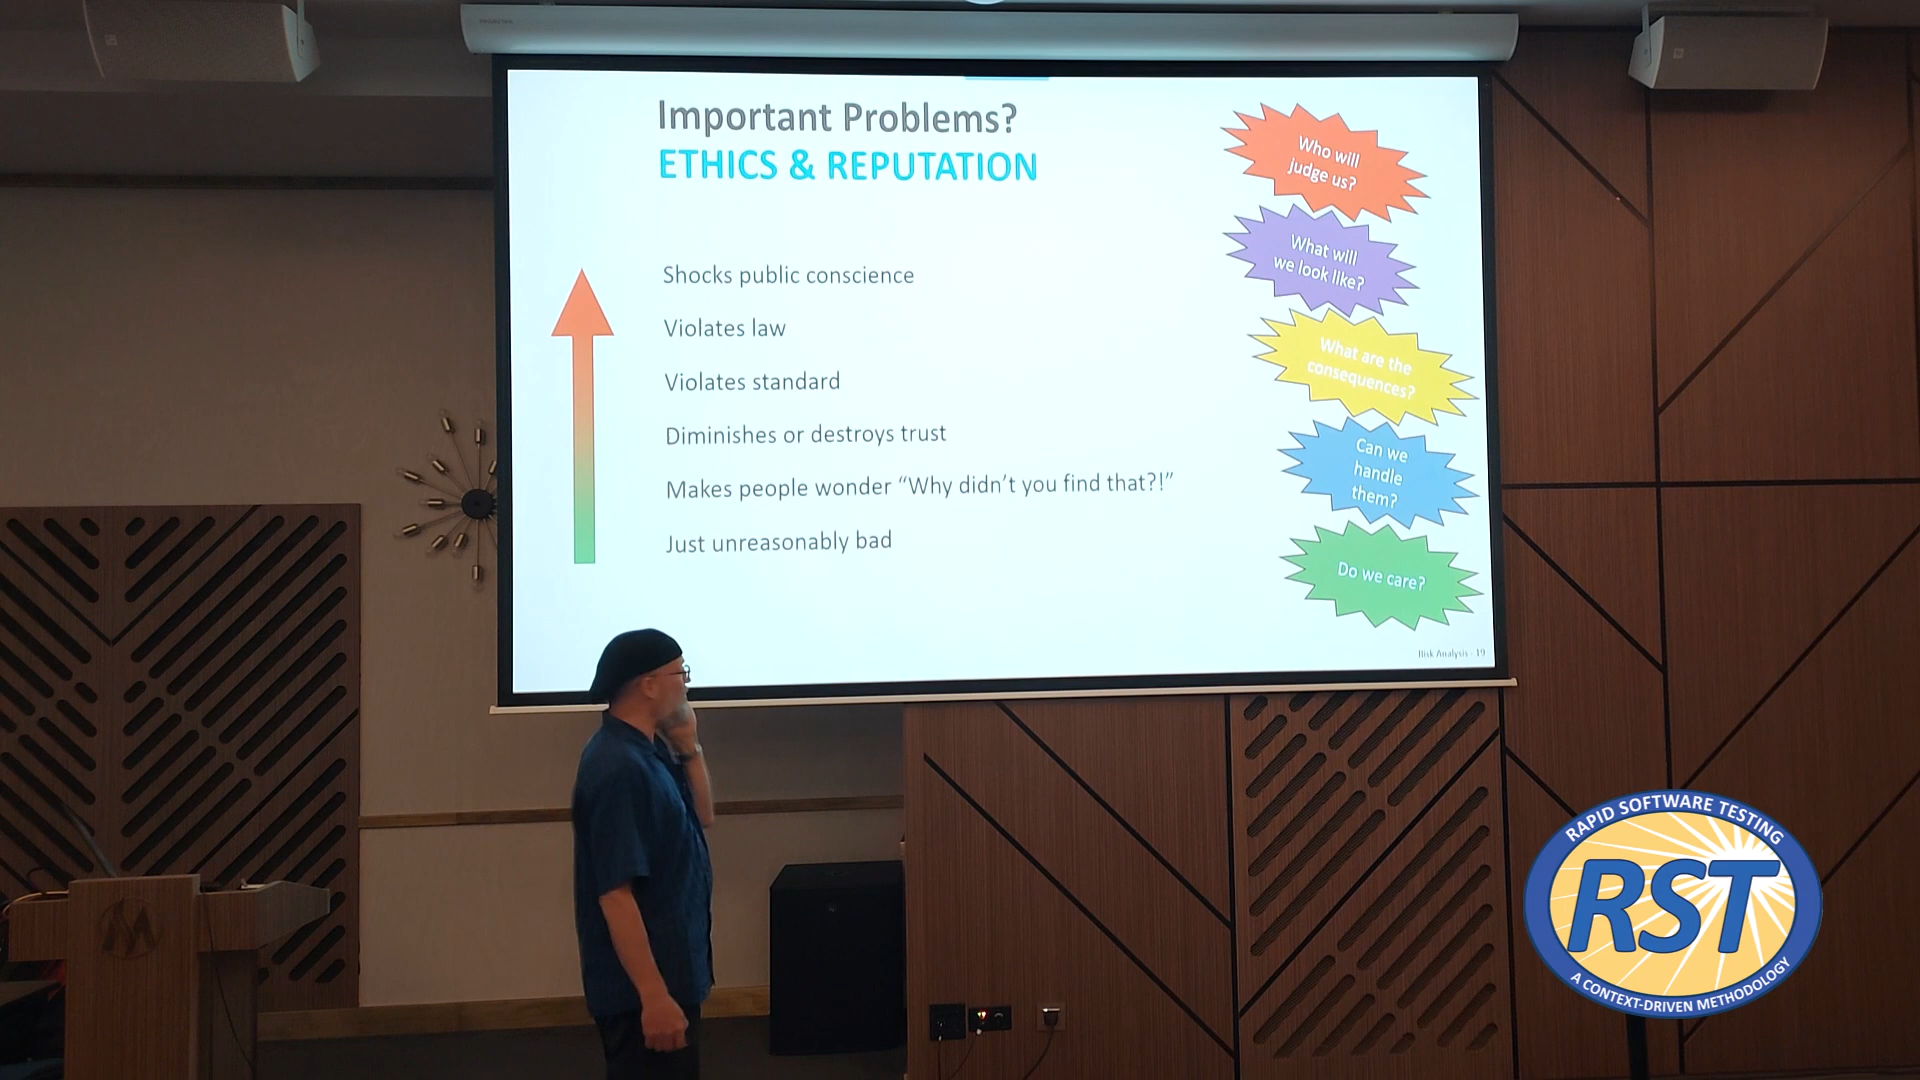 Important Problems?
ETHICS & REPUTATION
Shocks public conscience
Violates law
Violates standard
Diminishes or destroys trust
Makes people wonder “Why didn’t you find that?!”
Just unreasonably bad
Who will
judge us?
What will
we look like?
What are the
consequences?
Can we
handle
them?
Do we care?
Risk Analysis - 19
RAPID SOFTWARE TESTING
RST
A CONTEXT-DRIVEN METHODOLOGY